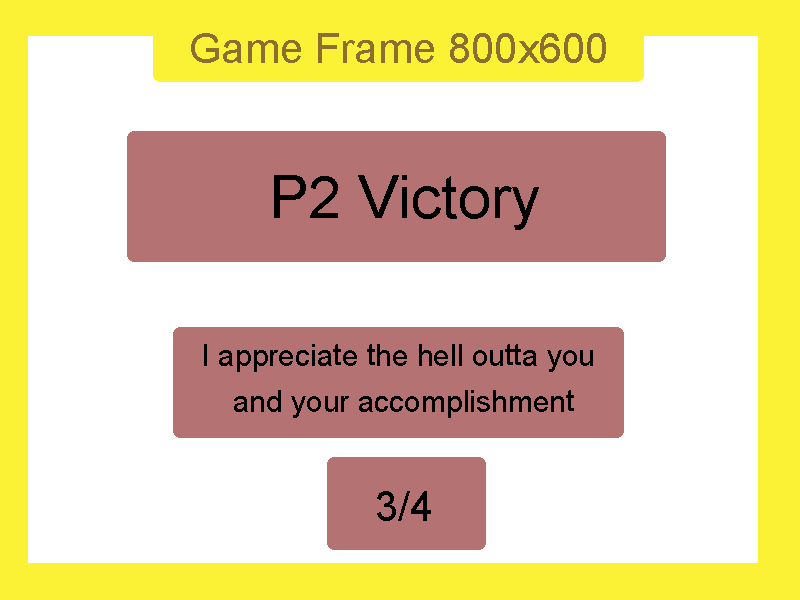 Game Frame 800x600
P2 Victory
I appreciate the hell outta you
and your accomplishment
3/4